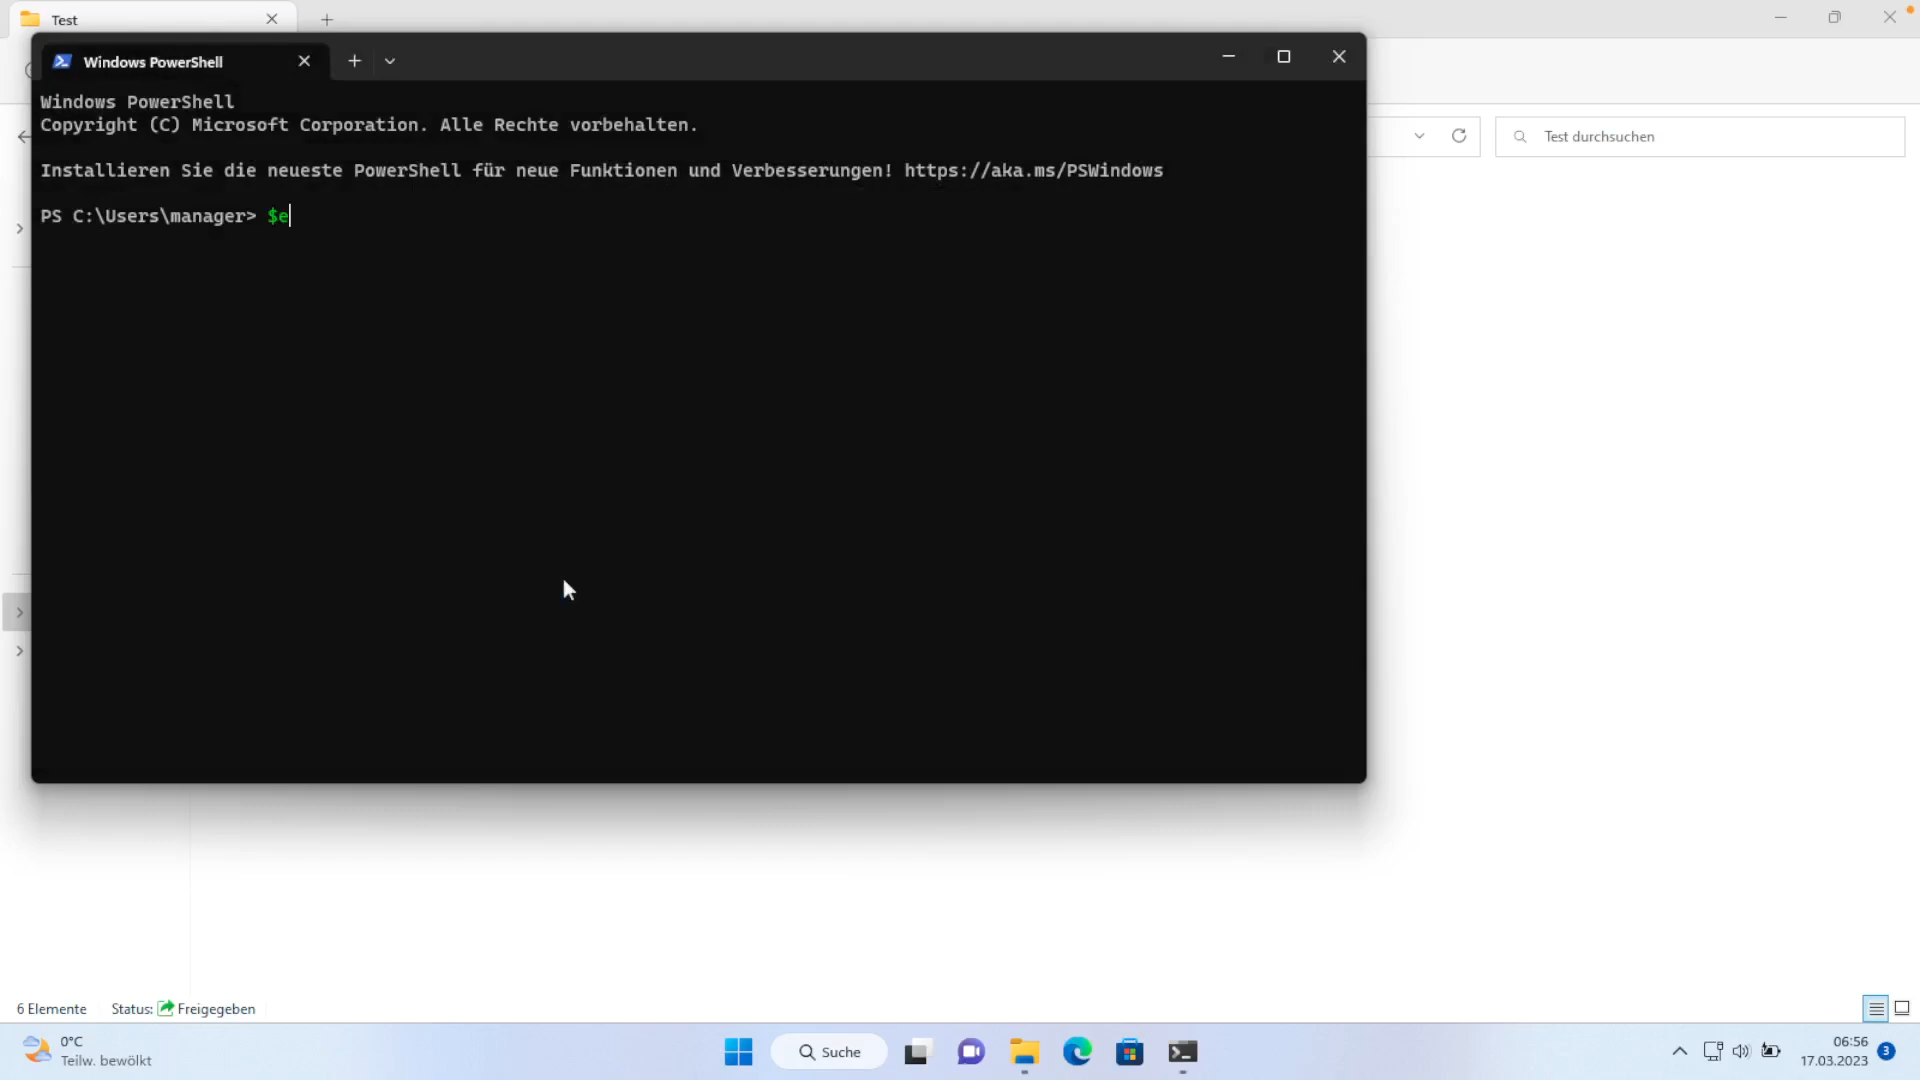 Test
Windows PowerShell
Windows PowerShell
Copyright (C) Microsoft Corporation. Alle Rechte vorbehalten.
Installieren Sie die neueste PowerShell für neue Funktionen und Verbesserungen! https://aka.ms/PSWindows
PS C:\Users\manager> $e
Test durchsuchen
6 Elemente Status: Freigegeben
0°C
Teilw. bewölkt
Suche
06:56
17.03.2023
3